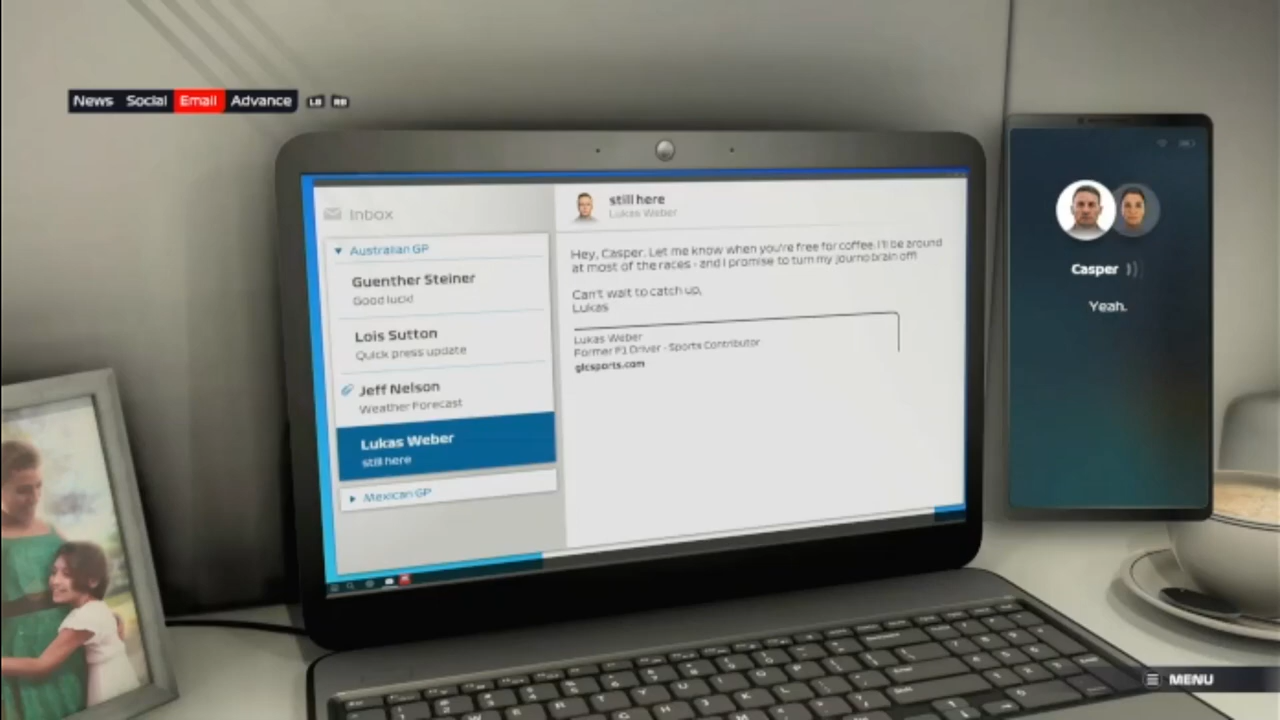 News Social Email Advance LB RB
Inbox
Australian GP
Guenther Steiner
Good luck!
Lois Sutton
Quick press update
Jeff Nelson
Weather Forecast
Lukas Weber
still here
Mexican GP
still here
Lukas Weber
Hey, Casper. Let me know when you're free for coffee. I'll be around
at most of the races - and I promise to turn my journo brain off!
Can't wait to catch up,
Lukas
Lukas Weber
Former F1 Driver - Sports Contributor
glcsports.com
Casper
Yeah.
MENU